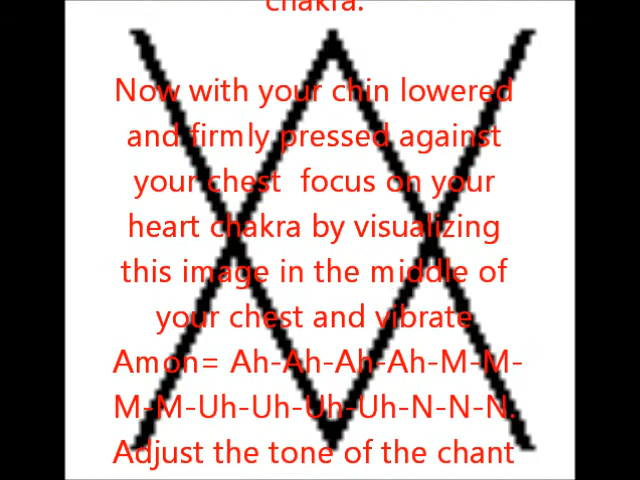 chakra.
Now with your chin lowered
and firmly pressed against
your chest  focus on your
heart chakra by visualizing
this image in the middle of
your chest and vibrate
Amon= Ah-Ah-Ah-Ah-M-M-
M-M-Uh-Uh-Uh-Uh-N-N-N.
Adjust the tone of the chant